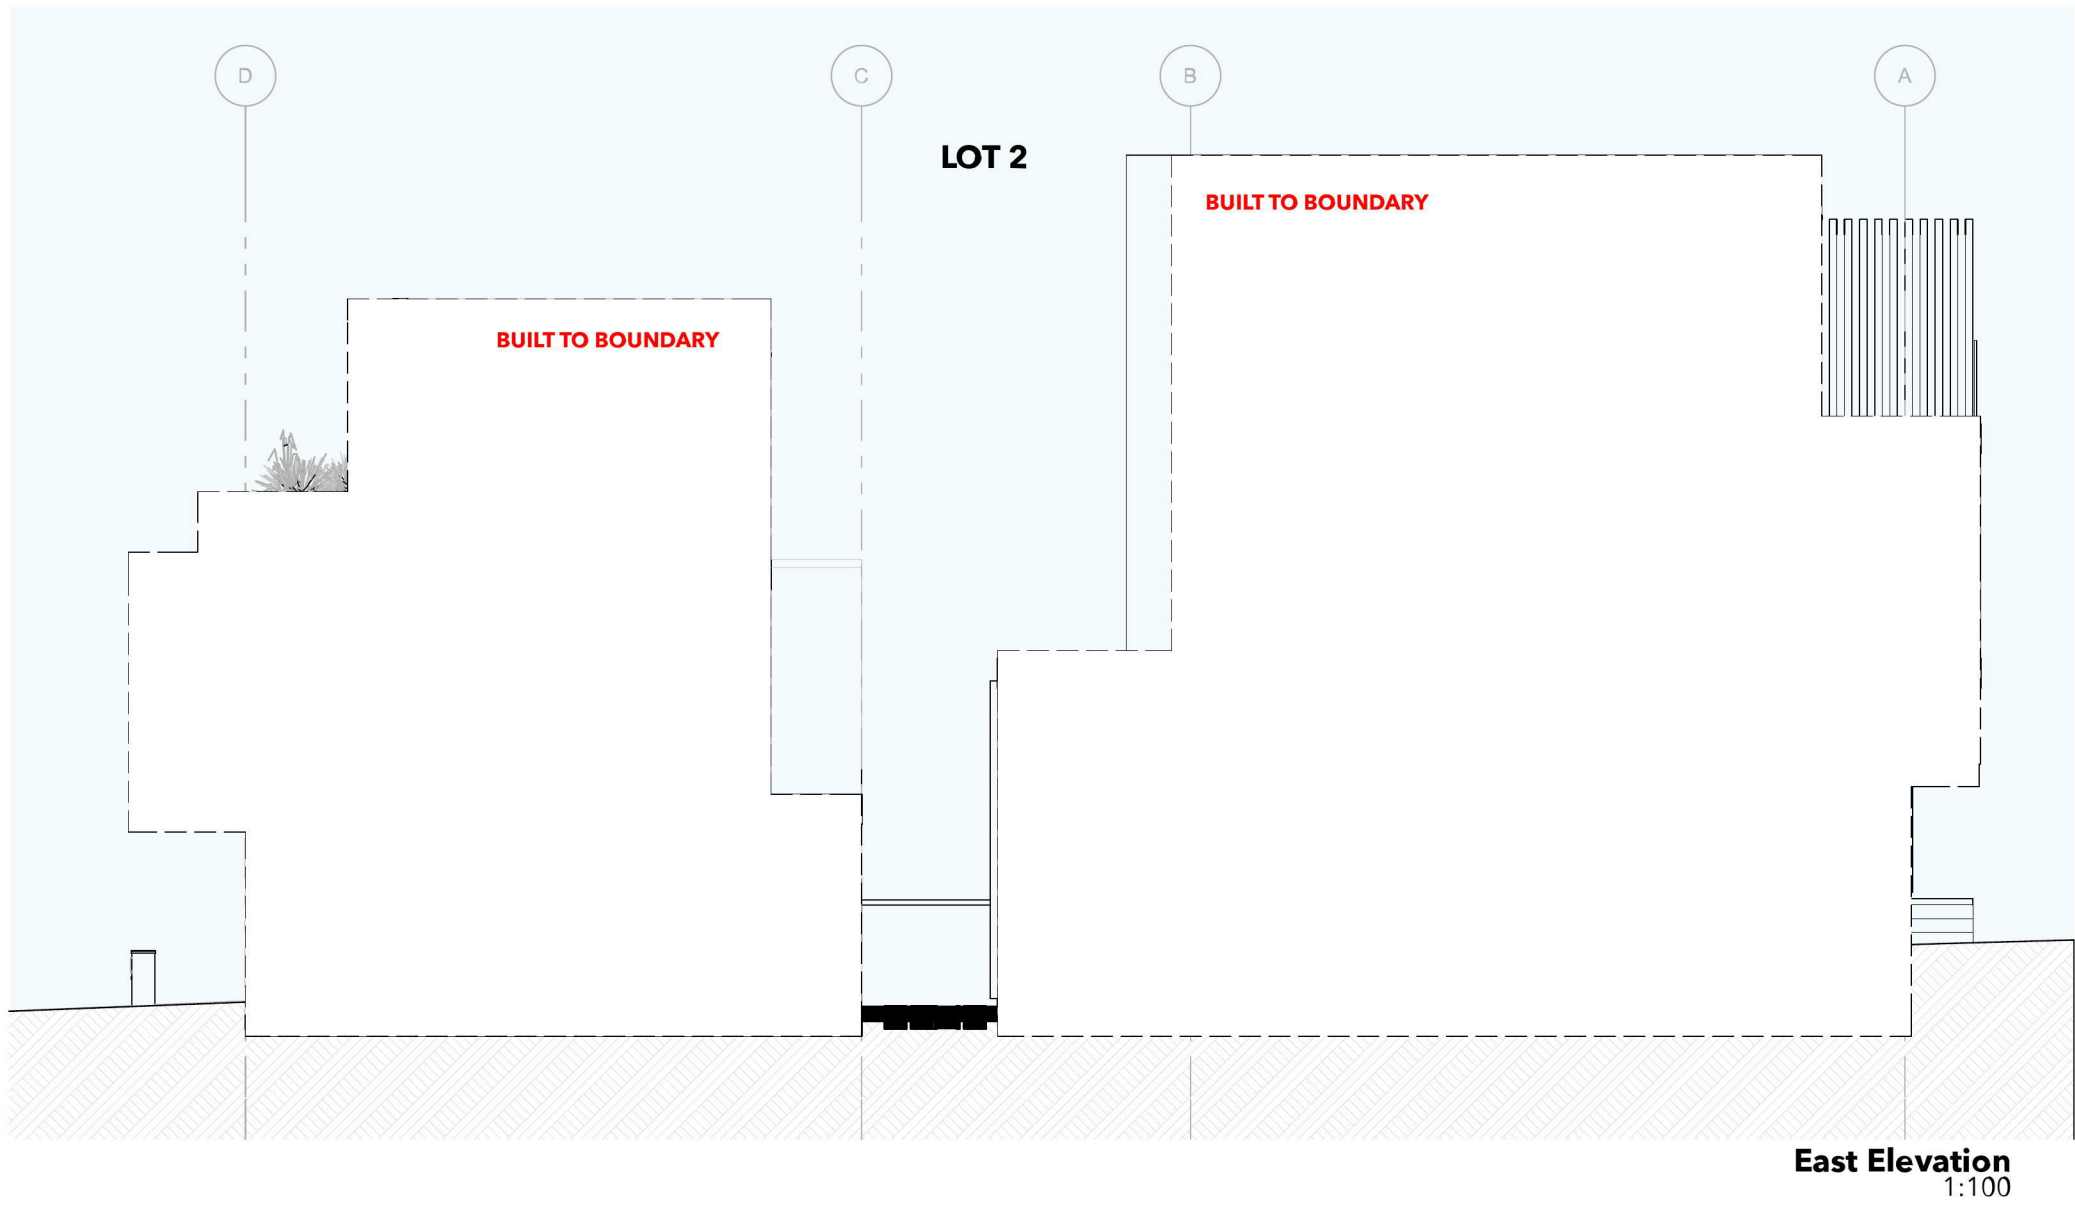 D
C
B
A
LOT 2
BUILT TO BOUNDARY
BUILT TO BOUNDARY
East Elevation
1:100